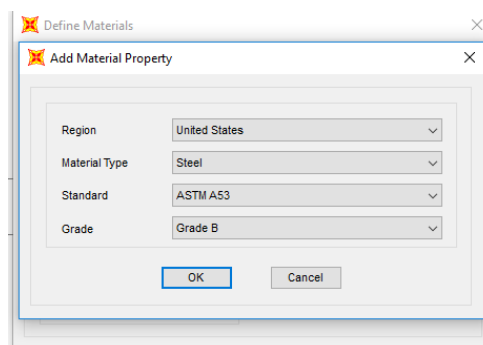 Define Materials
Add Material Property
Region United States
Material Type Steel
Standard ASTM A53
Grade Grade B
OK Cancel